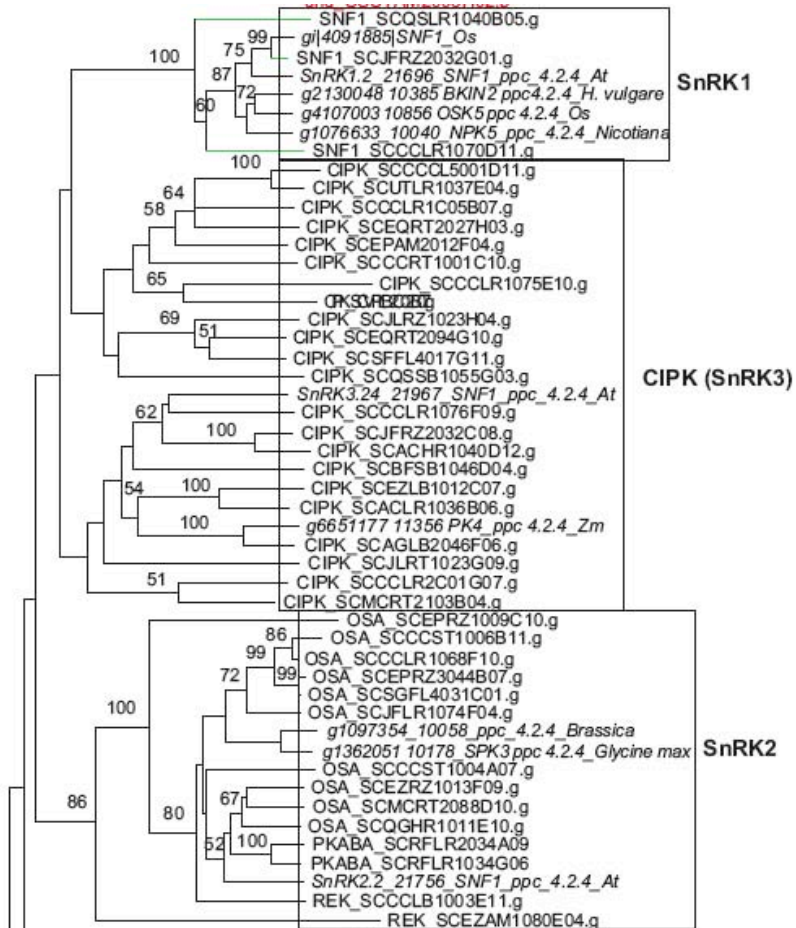 SNF1_SCQSLR1040B05.g
99
gi|4091885|SNF1_Os
75
100
SNF1_SCJFRZ2032G01.g
87
SnRK1.2_21696_SNF1_ppc_4.2.4_At
SnRK1
72
g2130048 10385 BKIN2 ppc4.2.4_H. vulgare
60
g4107003 10856 OSK5 ppc 4.2.4_Os
g1076633_10040_NPK5_ppc_4.2.4_Nicotiana
SNF1_SCCCLR1070D11.g
100
CIPK_SCCCCL5001D11.g
64
CIPK_SCUTLR1037E04.g
58
CIPK_SCCCLR1C05B07.g
CIPK_SCEQRT2027H03.g
CIPK_SCEPAM2012F04.g
CIPK_SCCCRT1001C10.g
65
CIPK_SCCCLR1075E10.g
69
CIPK_SCJLRZ1023H04.g
51
CIPK_SCEQRT2094G10.g
CIPK_SCSFFL4017G11.g
CIPK_SCQSSB1055G03.g
CIPK (SnRK3)
SnRK3.24_21967_SNF1_ppc_4.2.4_At
62
CIPK_SCCCLR1076F09.g
100
CIPK_SCJFRZ2032C08.g
CIPK_SCACHR1040D12.g
CIPK_SCBFSB1046D04.g
54
100
CIPK_SCEZLB1012C07.g
CIPK_SCACLR1036B06.g
100
g6651177 11356 PK4_ppc 4.2.4_Zm
CIPK_SCAGLB2046F06.g
CIPK_SCJLRT1023G09.g
51
CIPK_SCCCLR2C01G07.g
CIPK_SCMCRT2103B04.g
OSA_SCEPRZ1009C10.g
86
OSA_SCCCST1006B11.g
99
OSA_SCCCLR1068F10.g
72
99
OSA_SCEPRZ3044B07.g
OSA_SCSGFL4031C01.g
100
OSA_SCJFLR1074F04.g
g1097354_10058_ppc_4.2.4_Brassica
g1362051 10178_SPK3 ppc 4.2.4_Glycine max
SnRK2
OSA_SCCCST1004A07.g
OSA_SCEZRZ1013F09.g
86
67
OSA_SCMCRT2088D10.g
80
OSA_SCQGHR1011E10.g
52
100
PKABA_SCRFLR2034A09
PKABA_SCRFLR1034G06
SnRK2.2_21756_SNF1_ppc_4.2.4_At
REK_SCCCLB1003E11.g
REK_SCEZAM1080E04.g